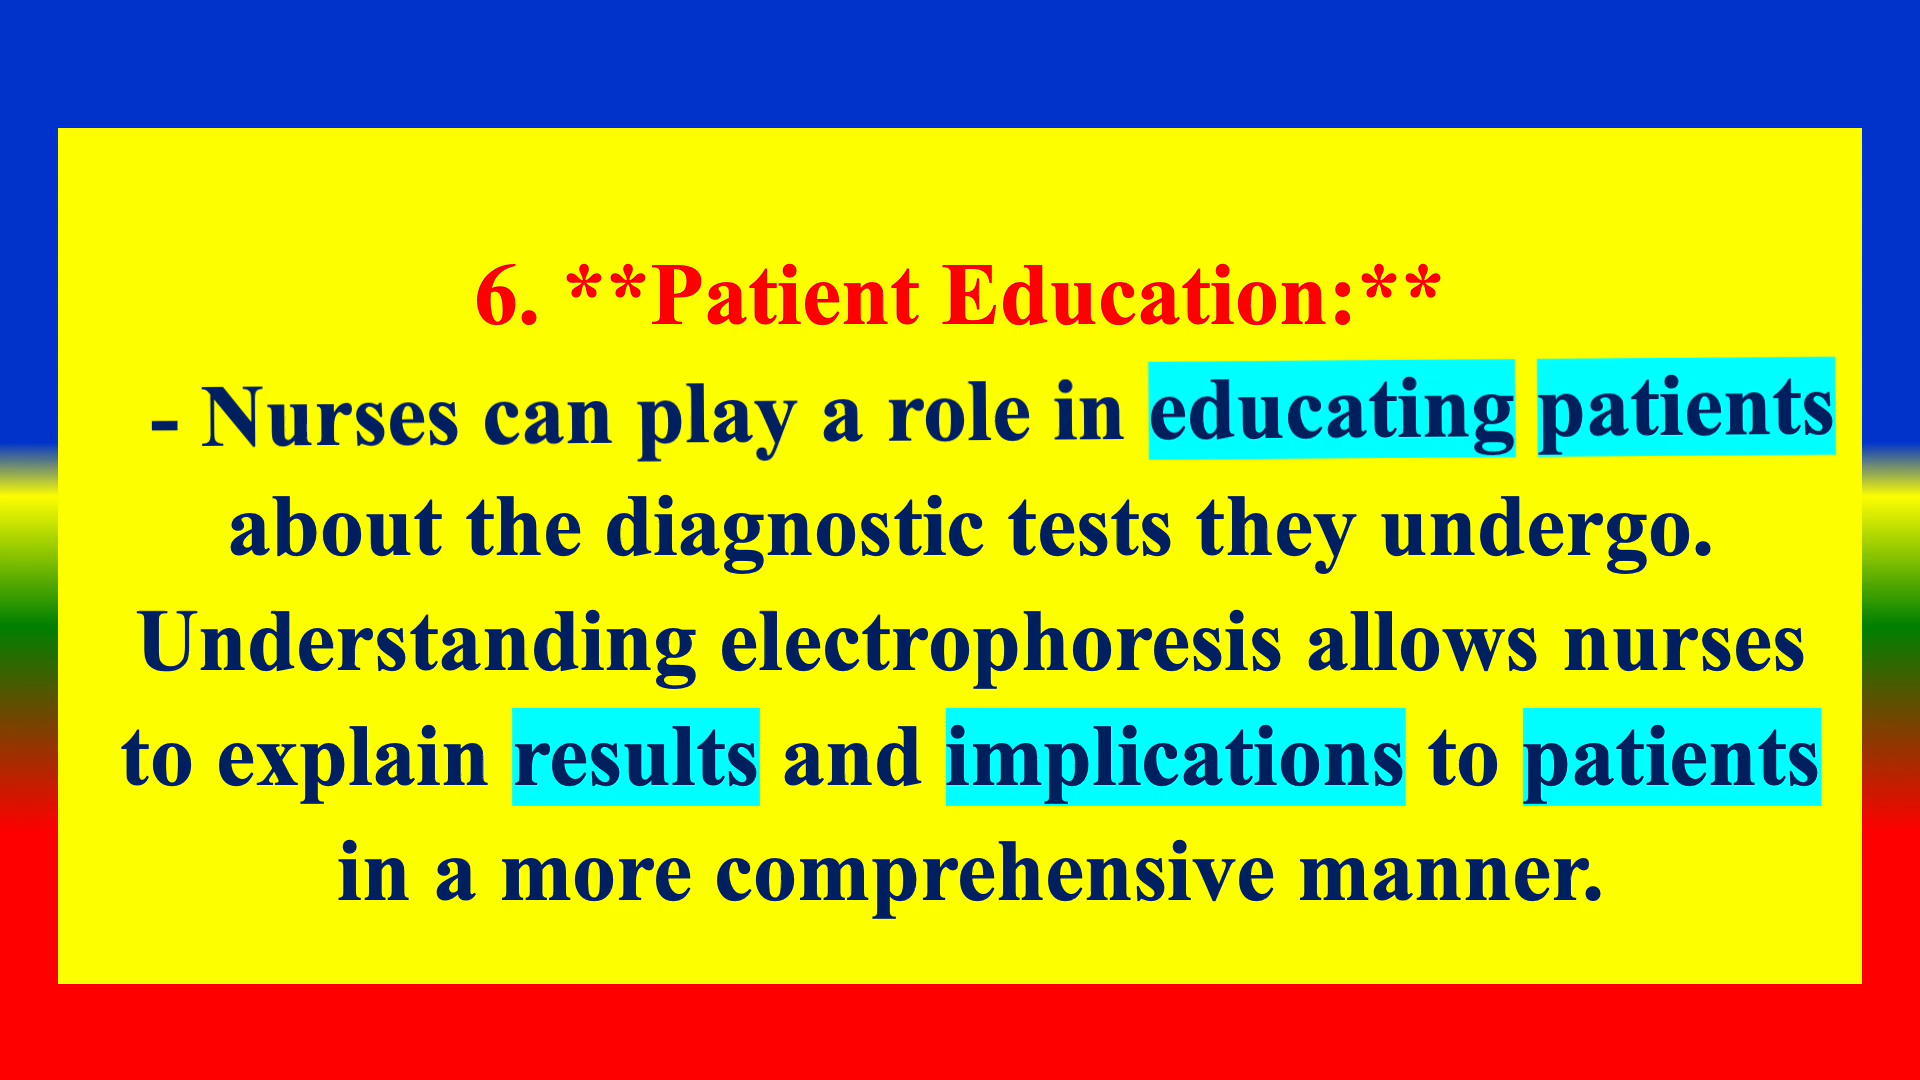 6. **Patient Education:**
- Nurses can play a role in educating patients
about the diagnostic tests they undergo.
Understanding electrophoresis allows nurses
to explain results and implications to patients
in a more comprehensive manner.